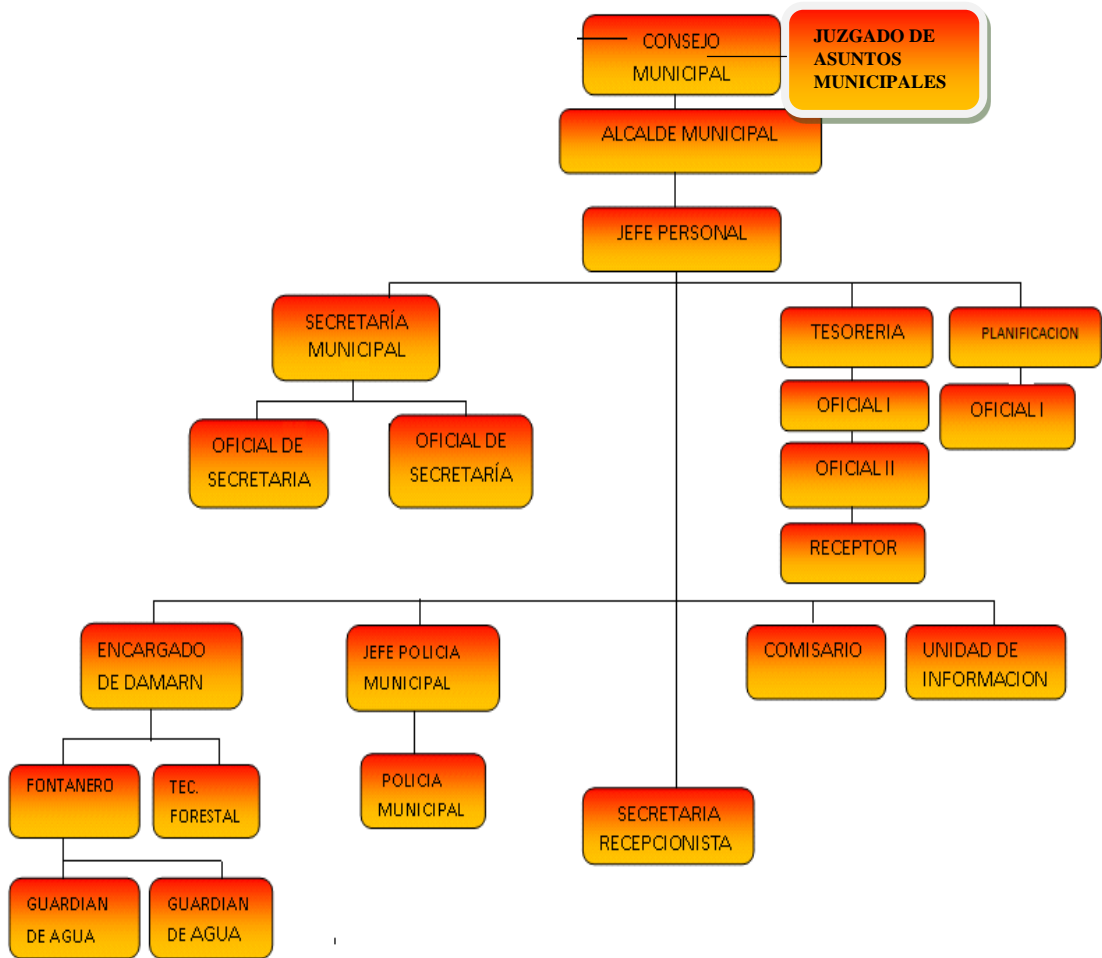 CONSEJO
MUNICIPAL
JUZGADO DE
ASUNTOS
MUNICIPALES
ALCALDE MUNICIPAL
JEFE PERSONAL
SECRETARÍA
MUNICIPAL
TESORERIA
PLANIFICACION
OFICIAL I
OFICIAL I
OFICIAL DE
SECRETARIA
OFICIAL DE
SECRETARÍA
OFICIAL II
RECEPTOR
ENCARGADO
DE DAMARN
JEFE POLICIA
MUNICIPAL
COMISARIO
UNIDAD DE
INFORMACION
FONTANERO
TEC.
FORESTAL
POLICIA
MUNICIPAL
SECRETARIA
RECEPCIONISTA
GUARDIAN
DE AGUA
GUARDIAN
DE AGUA